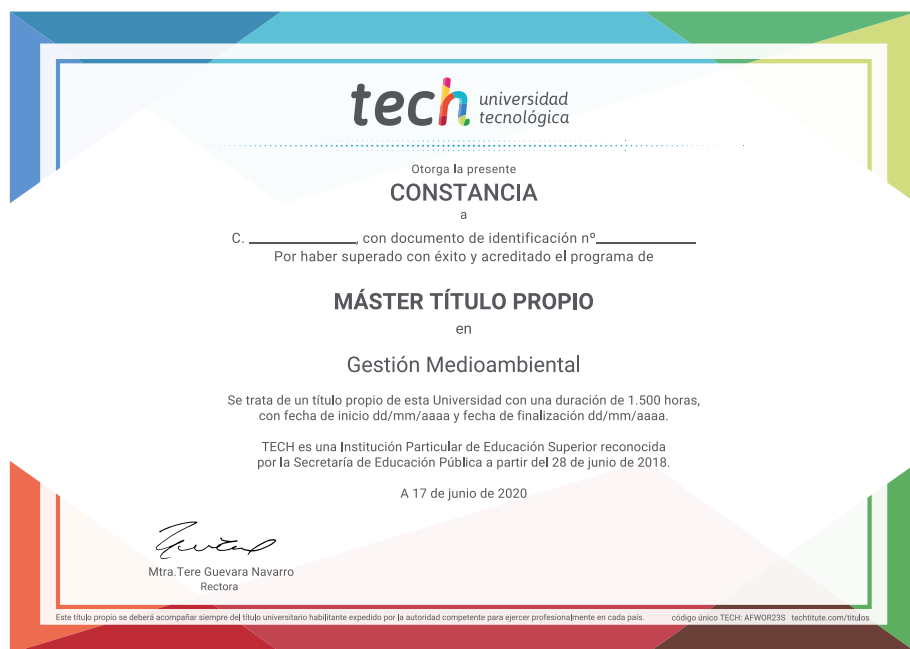 tech universidad
tecnológica
Otorga la presente
CONSTANCIA
a
C. ____________, con documento de identificación nº____________
Por haber superado con éxito y acreditado el programa de
MÁSTER TÍTULO PROPIO
en
Gestión Medioambiental
Se trata de un título propio de esta Universidad con una duración de 1.500 horas,
con fecha de inicio dd/mm/aaaa y fecha de finalización dd/mm/aaaa.
TECH es una Institución Particular de Educación Superior reconocida
por la Secretaría de Educación Pública a partir del 28 de junio de 2018.
A 17 de junio de 2020
Mtra.Tere Guevara Navarro
Rectora
Este título propio se deberá acompañar siempre del título universitario habilitante expedido por la autoridad competente para ejercer profesionalmente en cada país. código único TECH: AFWOR23S techtitute.com/titulos